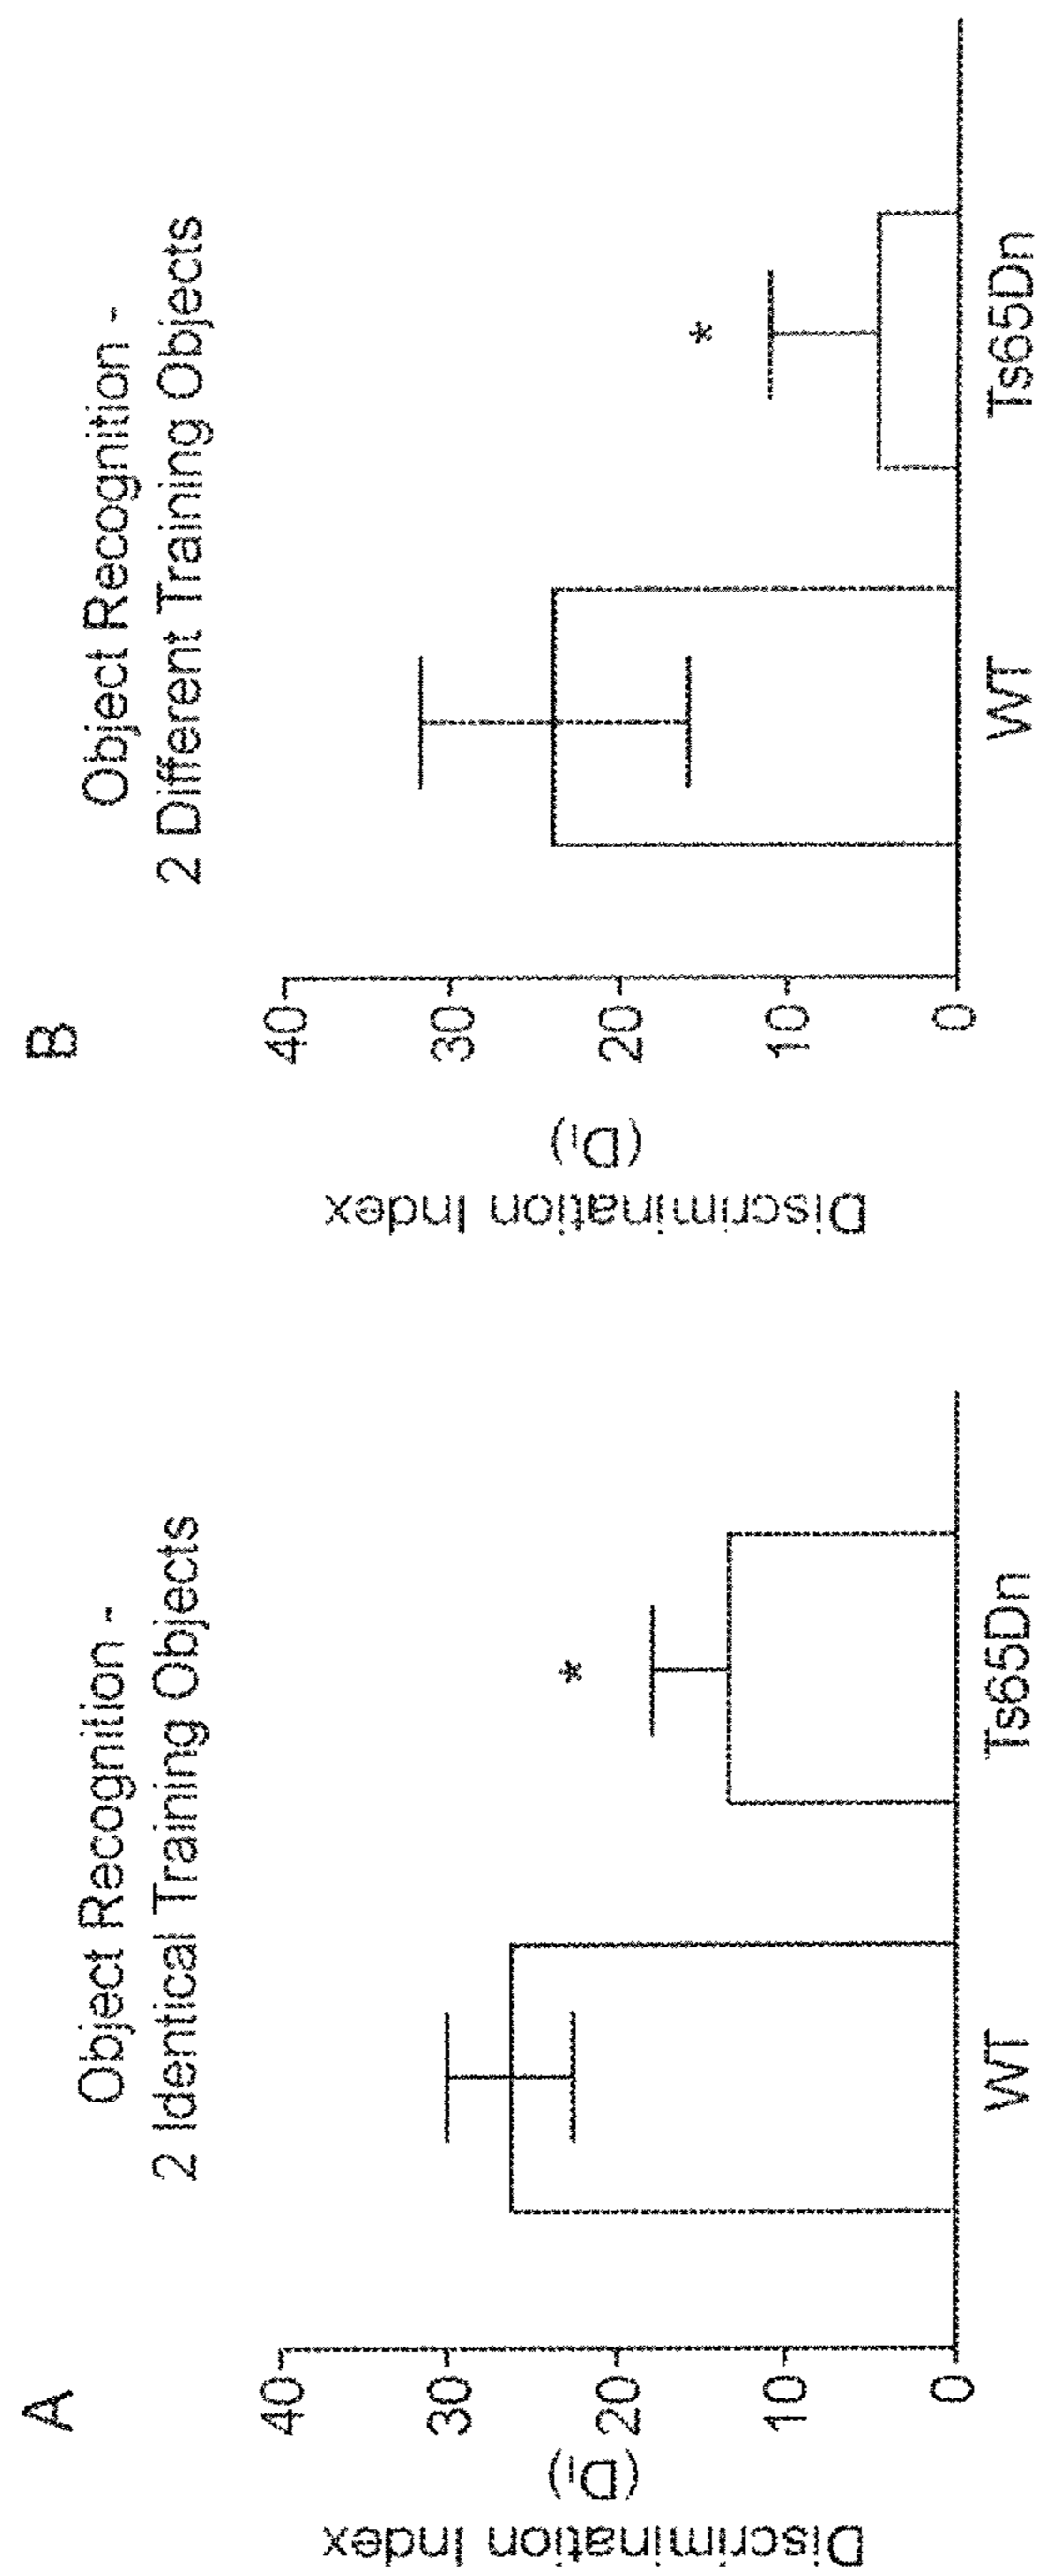 A
Object Recognition -
2 Identical Training Objects
Discrimination Index
(Di)
40
30
20
10
0
*
WT
Ts65Dn
B
Object Recognition -
2 Different Training Objects
Discrimination Index
(Di)
40
30
20
10
0
*
WT
Ts65Dn